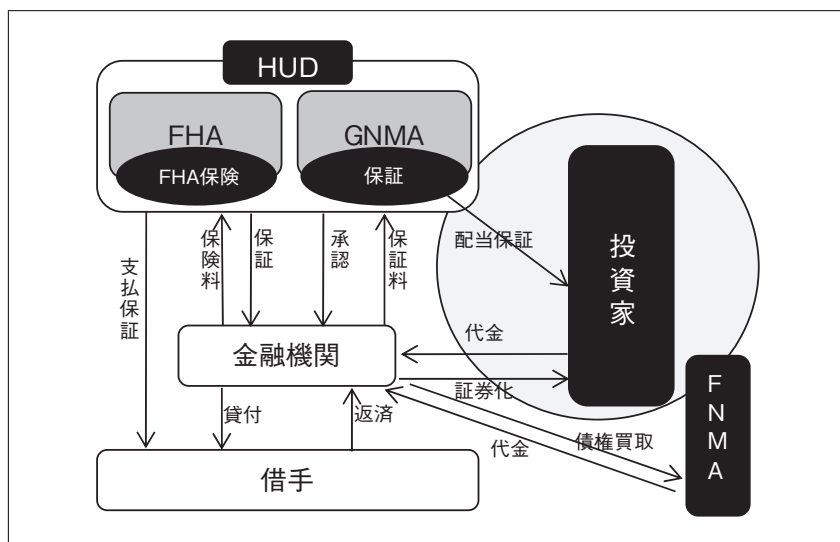 HUD
FHA
GNMA
FHA保険
保証
支払保証
保険料
保証
承認
保証料
配当保証
投資家
代金
金融機関
証券化
FNMA
貸付
返済
代金
債権買取
借手